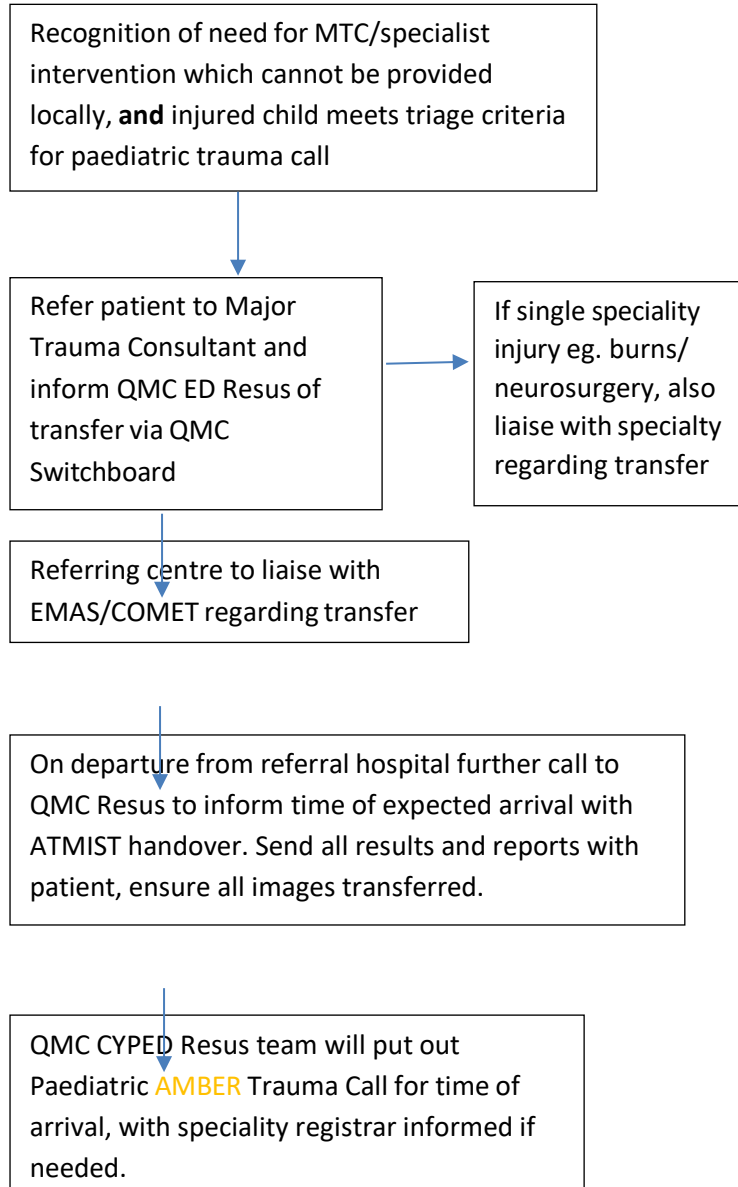 Recognition of need for MTC/specialist
intervention which cannot be provided
locally, and injured child meets triage criteria
for paediatric trauma call
Refer patient to Major
Trauma Consultant and
inform QMC ED Resus of
transfer via QMC
Switchboard
If single speciality
injury eg. burns/
neurosurgery, also
liaise with specialty
regarding transfer
Referring centre to liaise with
EMAS/COMET regarding transfer
On departure from referral hospital further call to
QMC Resus to inform time of expected arrival with
ATMIST handover. Send all results and reports with
patient, ensure all images transferred.
QMC CYPED Resus team will put out
Paediatric AMBER Trauma Call for time of
arrival, with speciality registrar informed if
needed.